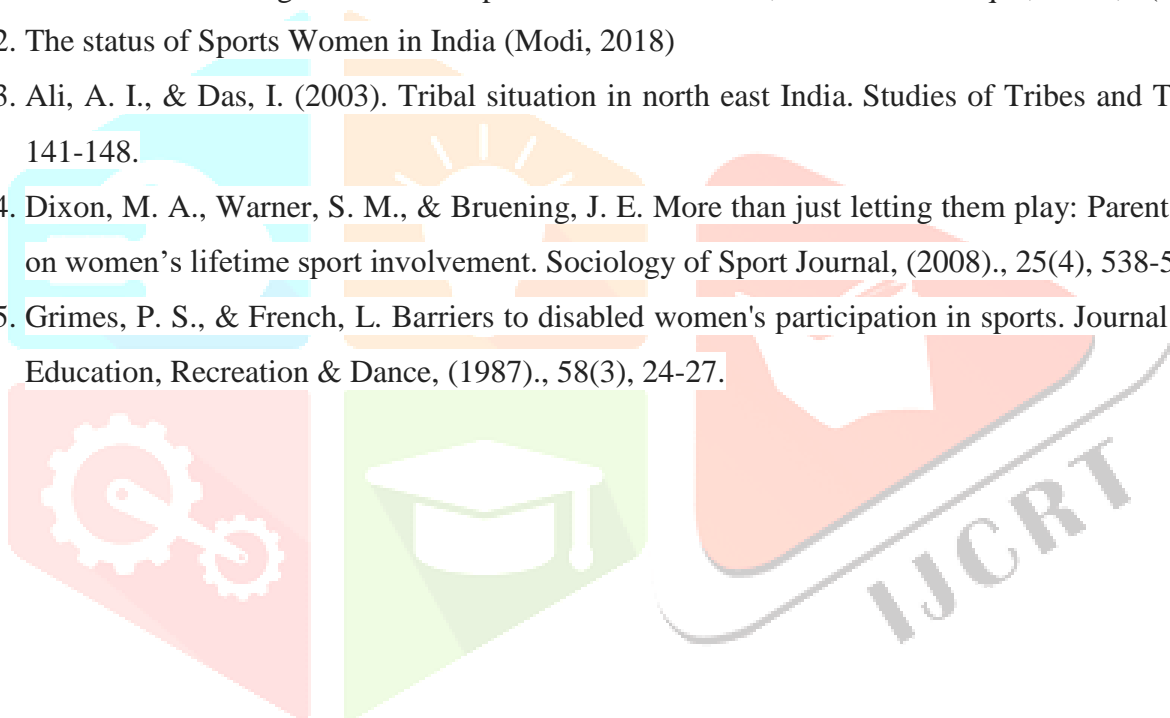 2. The status of Sports Women in India (Modi, 2018)
3. Ali, A. I., & Das, I. (2003). Tribal situation in north east India. Studies of Tribes and T
141-148.
4. Dixon, M. A., Warner, S. M., & Bruening, J. E. More than just letting them play: Parent
on women’s lifetime sport involvement. Sociology of Sport Journal, (2008)., 25(4), 538-5
5. Grimes, P. S., & French, L. Barriers to disabled women's participation in sports. Journal
Education, Recreation & Dance, (1987)., 58(3), 24-27.
IJCRT